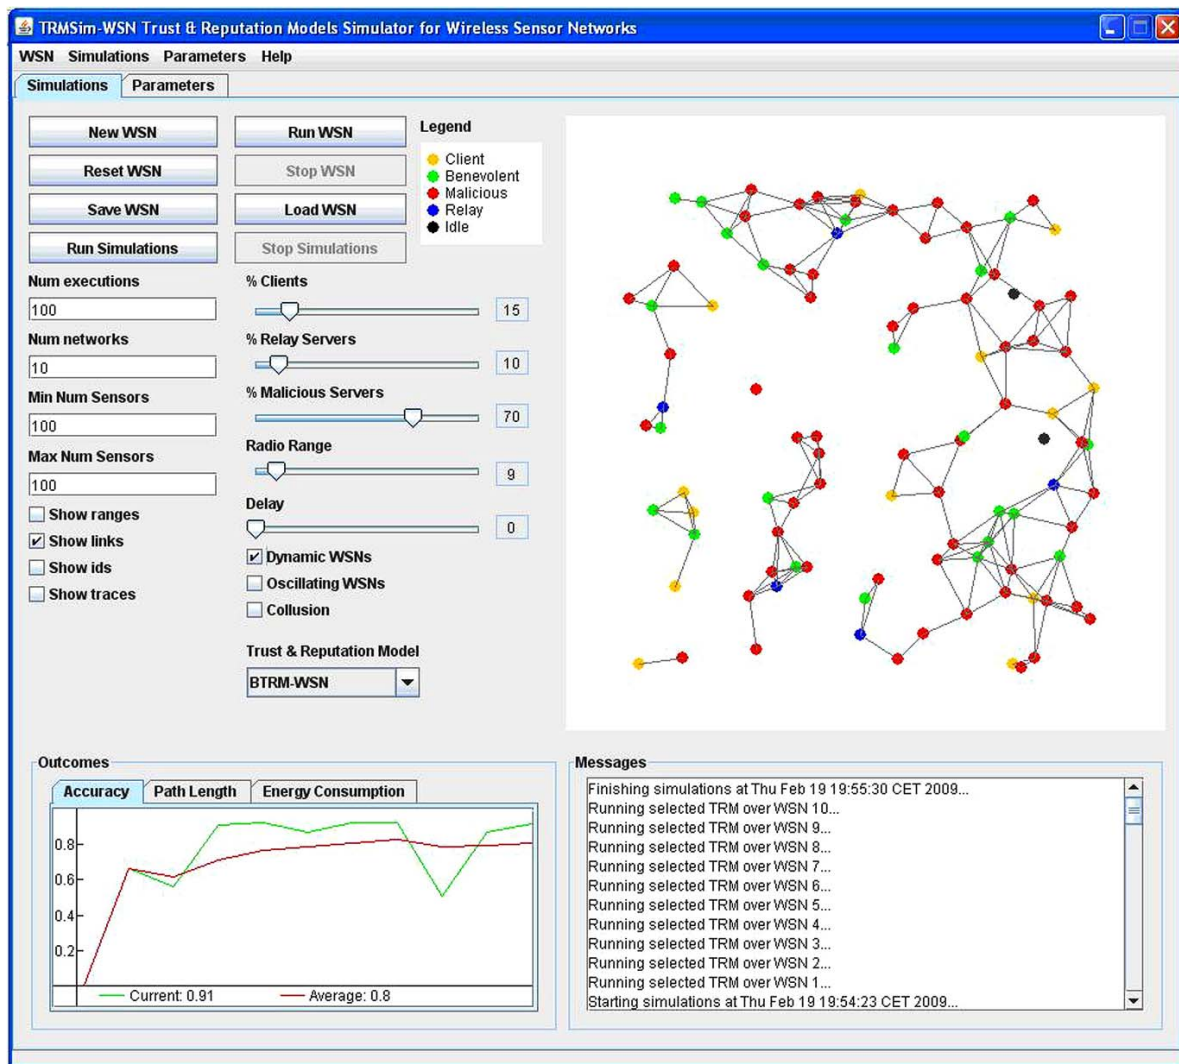 TRMSim-WSN Trust & Reputation Models Simulator for Wireless Sensor Networks
WSN Simulations Parameters Help
Simulations Parameters
New WSN Run WSN
Reset WSN Stop WSN
Save WSN Load WSN
Run Simulations Stop Simulations
Legend
Client
Benevolent
Malicious
Relay
Idle
Num executions
100
Num networks
10
Min Num Sensors
100
Max Num Sensors
100
Show ranges
Show links
Show ids
Show traces
% Clients
15
% Relay Servers
10
% Malicious Servers
70
Radio Range
9
Delay
0
Dynamic WSNs
Oscillating WSNs
Collusion
Trust & Reputation Model
BTRM-WSN
Outcomes
Accuracy Path Length Energy Consumption
0.8
0.6
0.4
0.2
Current: 0.91 Average: 0.8
Messages
Finishing simulations at Thu Feb 19 19:55:30 CET 2009...
Running selected TRM over WSN 10...
Running selected TRM over WSN 9...
Running selected TRM over WSN 8...
Running selected TRM over WSN 7...
Running selected TRM over WSN 6...
Running selected TRM over WSN 5...
Running selected TRM over WSN 4...
Running selected TRM over WSN 3...
Running selected TRM over WSN 2...
Running selected TRM over WSN 1...
Starting simulations at Thu Feb 19 19:54:23 CET 2009...